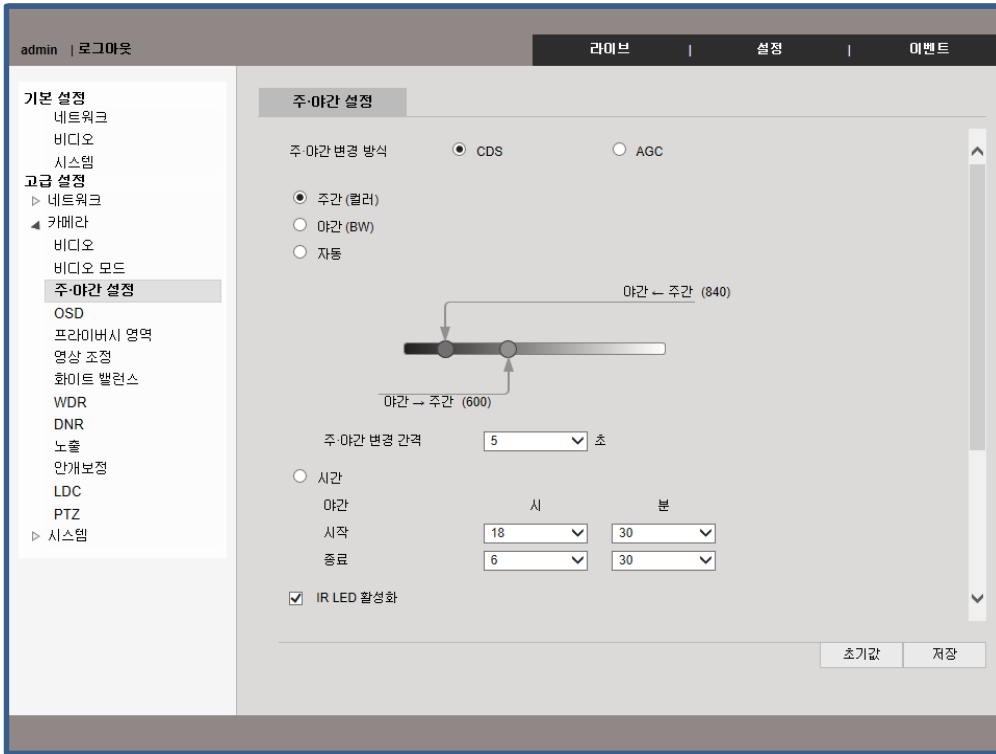 admin | 로그아웃
라이브 | 설정 | 이벤트
기본 설정
네트워크
비디오
시스템
고급 설정
▷ 네트워크
◢ 카메라
비디오
비디오 모드
주·야간 설정
OSD
프라이버시 영역
영상 조정
화이트 밸런스
WDR
DNR
노출
안개보정
LDC
PTZ
▷ 시스템
주·야간 설정
주·야간 변경 방식 CDS AGC
주간 (컬러)
야간 (BW)
자동
야간 ← 주간 (840)
야간 → 주간 (600)
주·야간 변경 간격 5 초
시간
야간 시 분
시작 18 30
종료 6 30
IR LED 활성화
초기값 저장